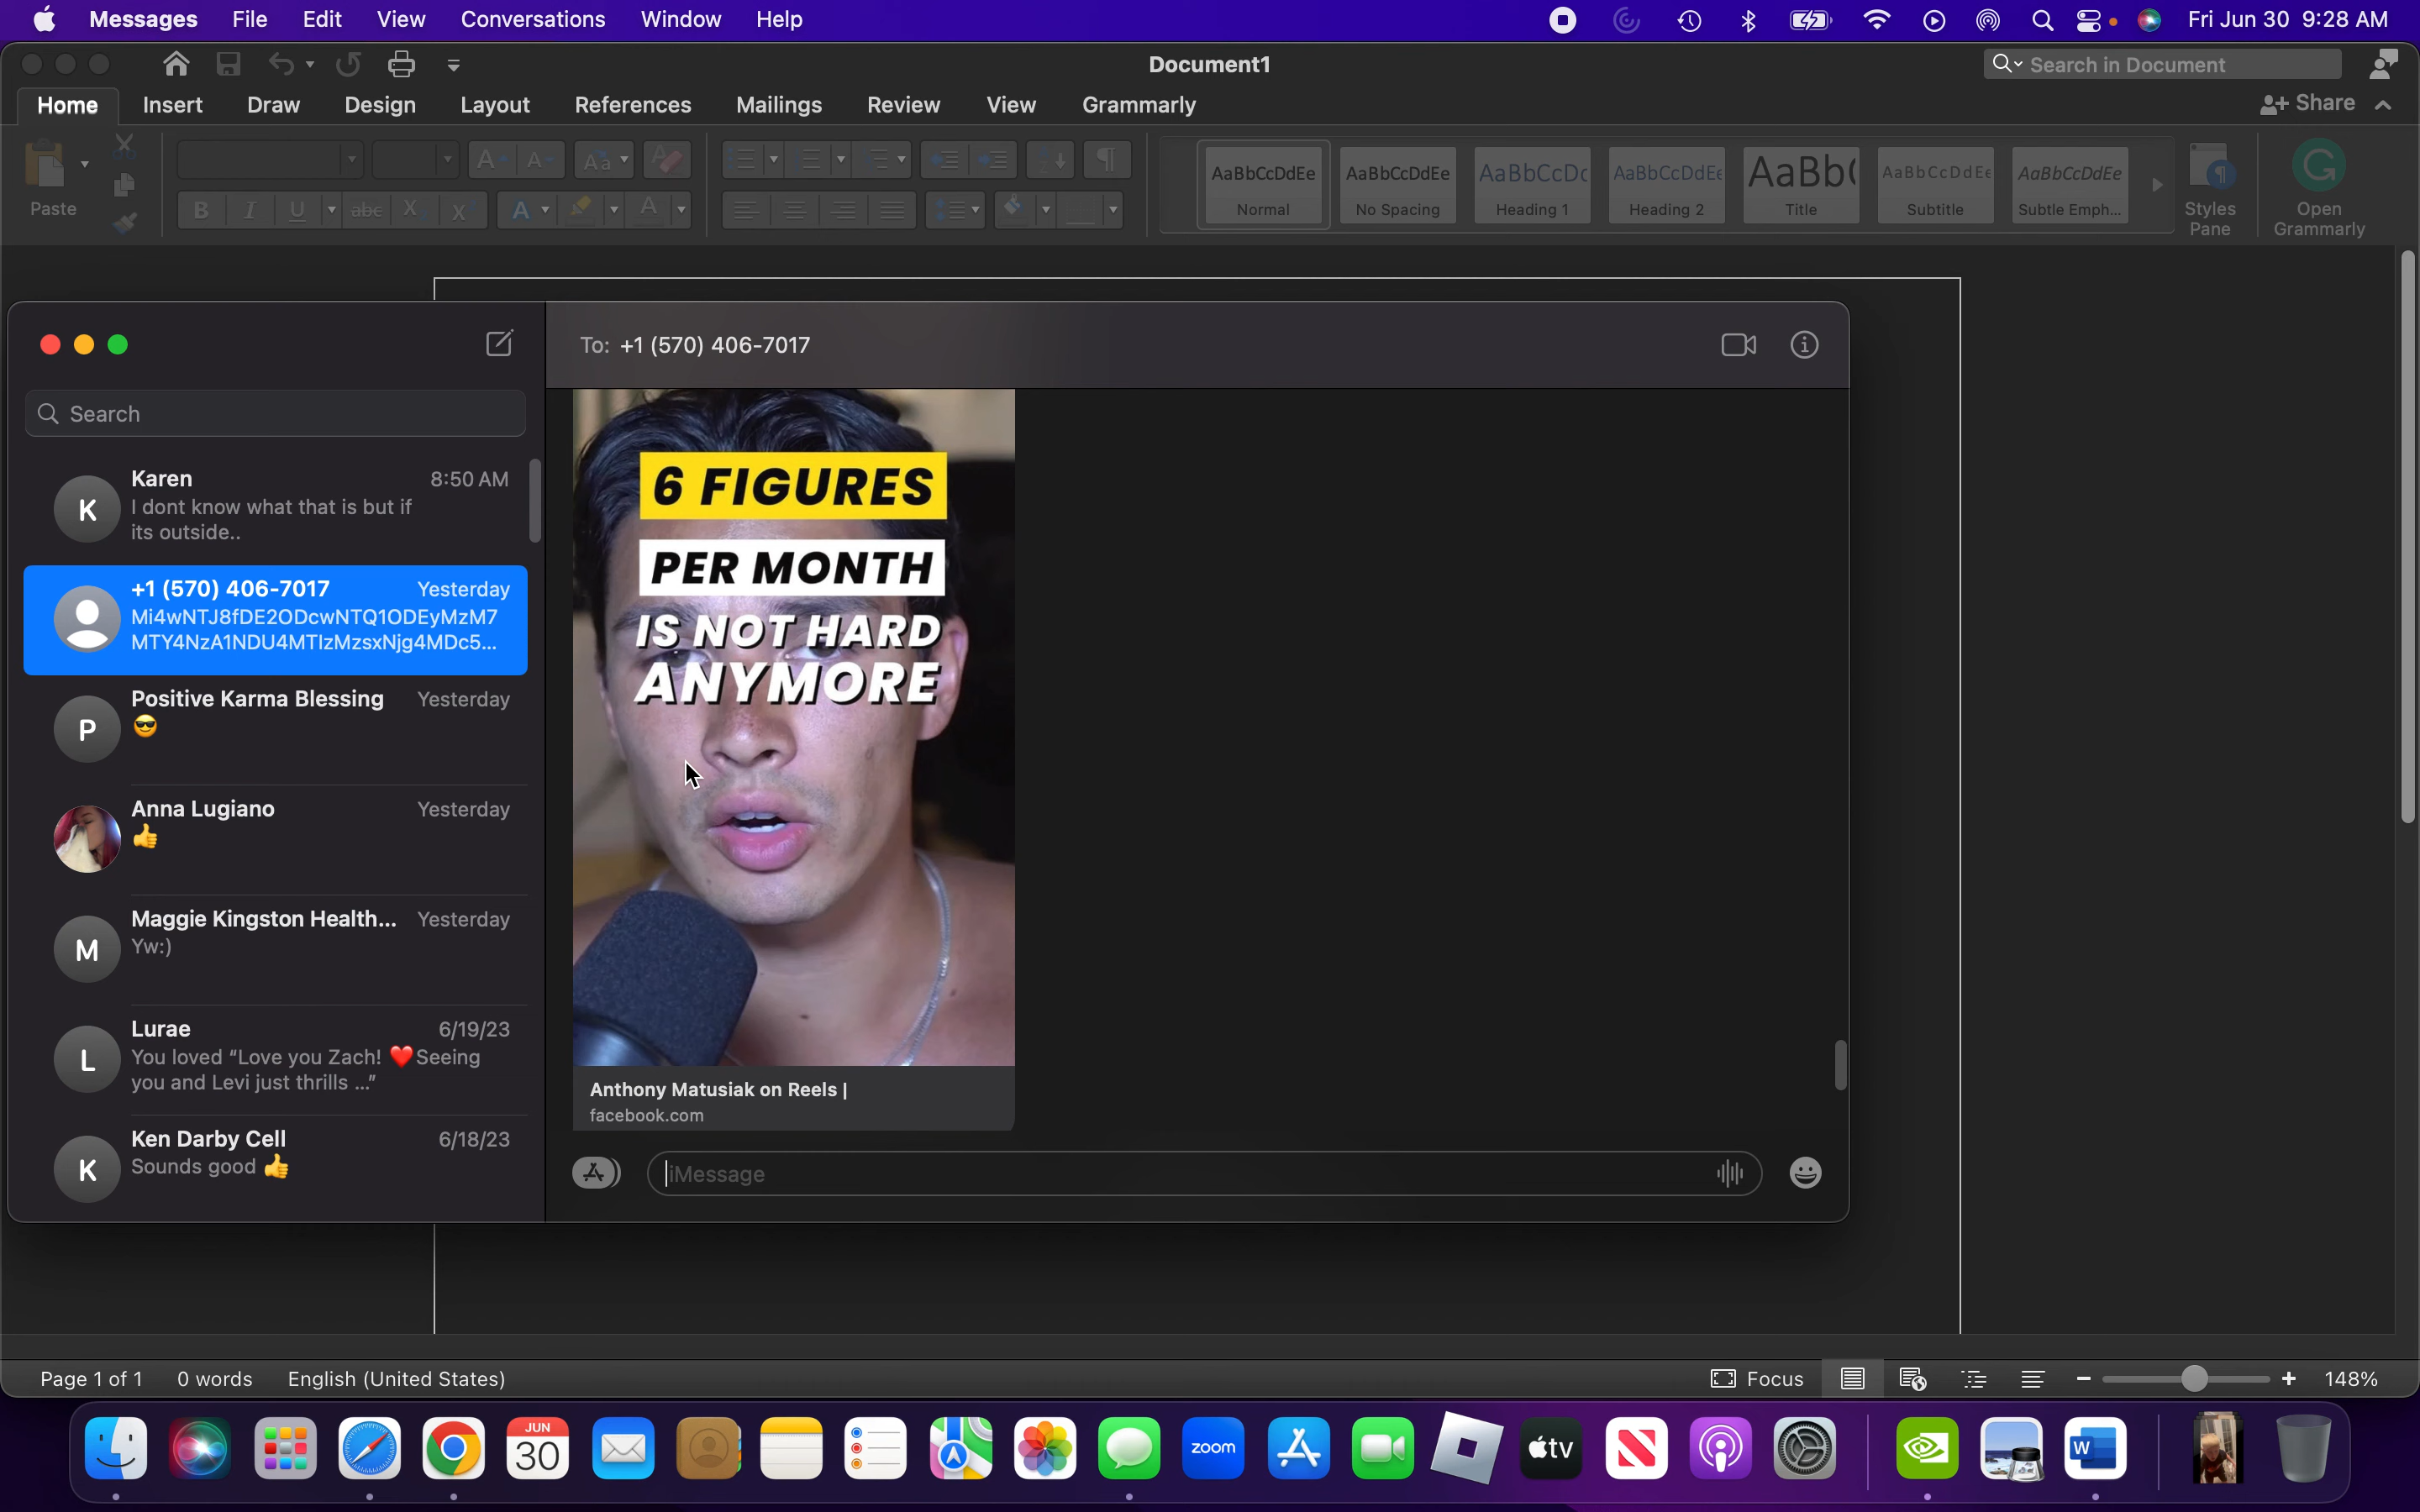 Messages File Edit View Conversations Window Help Fri Jun 30 9:28 AM
Document1
Search in Document
Home Insert Draw Design Layout References Mailings Review View Grammarly Share
Paste
AaBbCcDdEe AaBbCcDdEe AaBbCcDc AaBbCcDdEe AaBb( AaBbCcDdEe AaBbCcDdEe
Normal No Spacing Heading 1 Heading 2 Title Subtitle Subtle Emph...
Styles
Pane
Open
Grammarly
Search
Karen 8:50 AM
I dont know what that is but if
its outside..
+1 (570) 406-7017 Yesterday
Mi4wNTJ8fDE2ODcwNTQ1ODEyMzM7
MTY4NzA1NDU4MTIzMzsxNjg4MDc5...
Positive Karma Blessing Yesterday
😎
Anna Lugiano Yesterday
👍
Maggie Kingston Health... Yesterday
Yw:)
Lurae 6/19/23
You loved “Love you Zach! ❤️Seeing
you and Levi just thrills ...”
Ken Darby Cell 6/18/23
Sounds good 👍
K
P
M
L
K
To: +1 (570) 406-7017
6 FIGURES
PER MONTH
IS NOT HARD
ANYMORE
Anthony Matusiak on Reels |
facebook.com
iMessage
Page 1 of 1 0 words English (United States) Focus 148%
JUN
30
zoom
tv
W